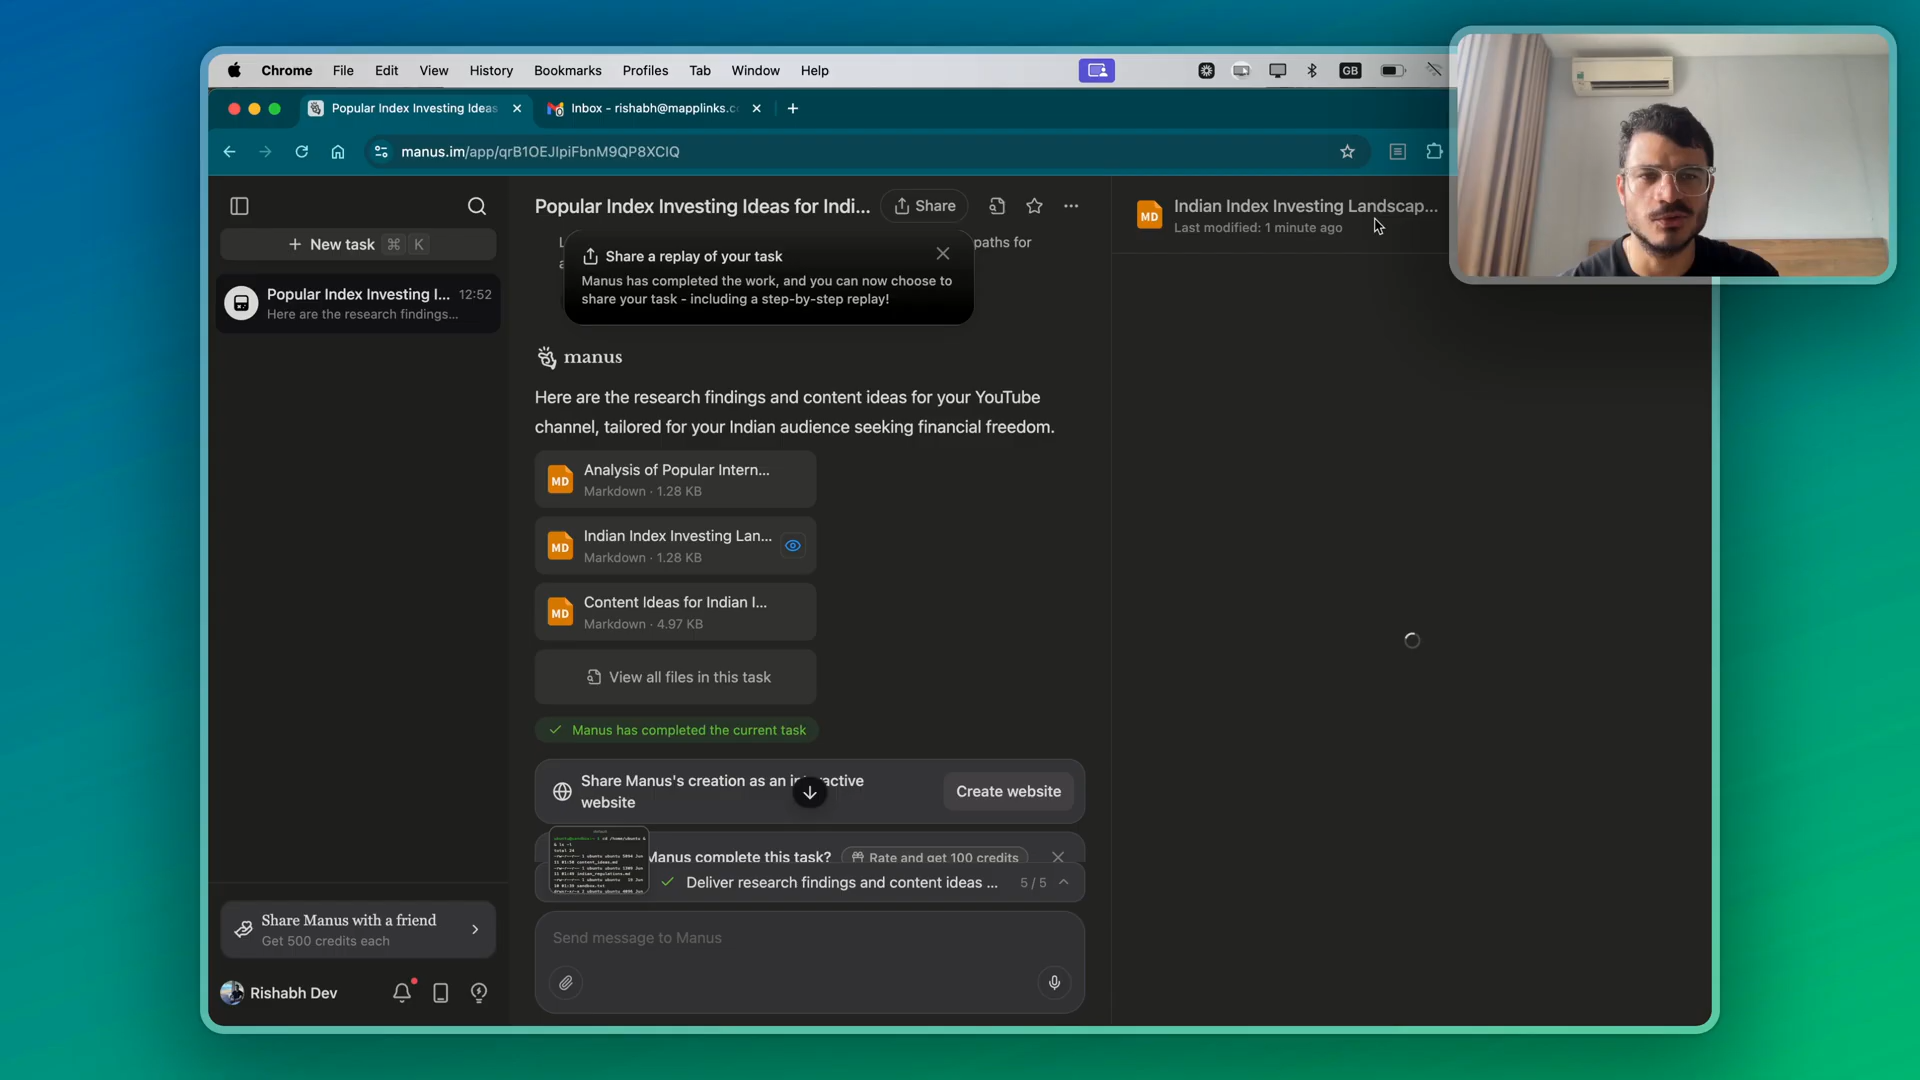 Chrome File Edit View History Bookmarks Profiles Tab Window Help
GB
Popular Index Investing Ideas
Inbox - rishabh@mapplinks.c
manus.im/app/qrB1OEJIpiFbnM9QP8XCIQ
New task ⌘ K
Popular Index Investing I... 12:52
Here are the research findings...
Share Manus with a friend
Get 500 credits each
Rishabh Dev
Popular Index Investing Ideas for Indi...
Share
paths for
Share a replay of your task
Manus has completed the work, and you can now choose to
share your task - including a step-by-step replay!
manus
Here are the research findings and content ideas for your YouTube
channel, tailored for your Indian audience seeking financial freedom.
MD
Analysis of Popular Intern...
Markdown · 1.28 KB
MD
Indian Index Investing Lan...
Markdown · 1.28 KB
MD
Content Ideas for Indian I...
Markdown · 4.97 KB
View all files in this task
Manus has completed the current task
Share Manus's creation as an interactive
website
Create website
Manus complete this task?
Rate and get 100 credits
Deliver research findings and content ideas ... 5 / 5
Send message to Manus
MD
Indian Index Investing Landscap...
Last modified: 1 minute ago